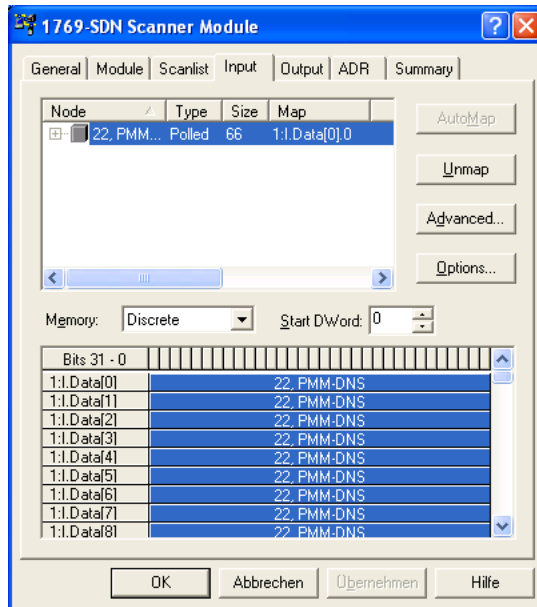 1769-SDN Scanner Module
General Module Scanlist Input Output ADR Summary
Node Type Size Map
22, PMM... Polled 66 1:I.Data[0].0
AutoMap
Unmap
Advanced...
Options...
Memory: Discrete Start DWord: 0
Bits 31 - 0
1:I.Data[0] 22, PMM-DNS
1:I.Data[1] 22, PMM-DNS
1:I.Data[2] 22, PMM-DNS
1:I.Data[3] 22, PMM-DNS
1:I.Data[4] 22, PMM-DNS
1:I.Data[5] 22, PMM-DNS
1:I.Data[6] 22, PMM-DNS
1:I.Data[7] 22, PMM-DNS
1:I.Data[8] 22, PMM-DNS
OK Abbrechen Übernehmen Hilfe